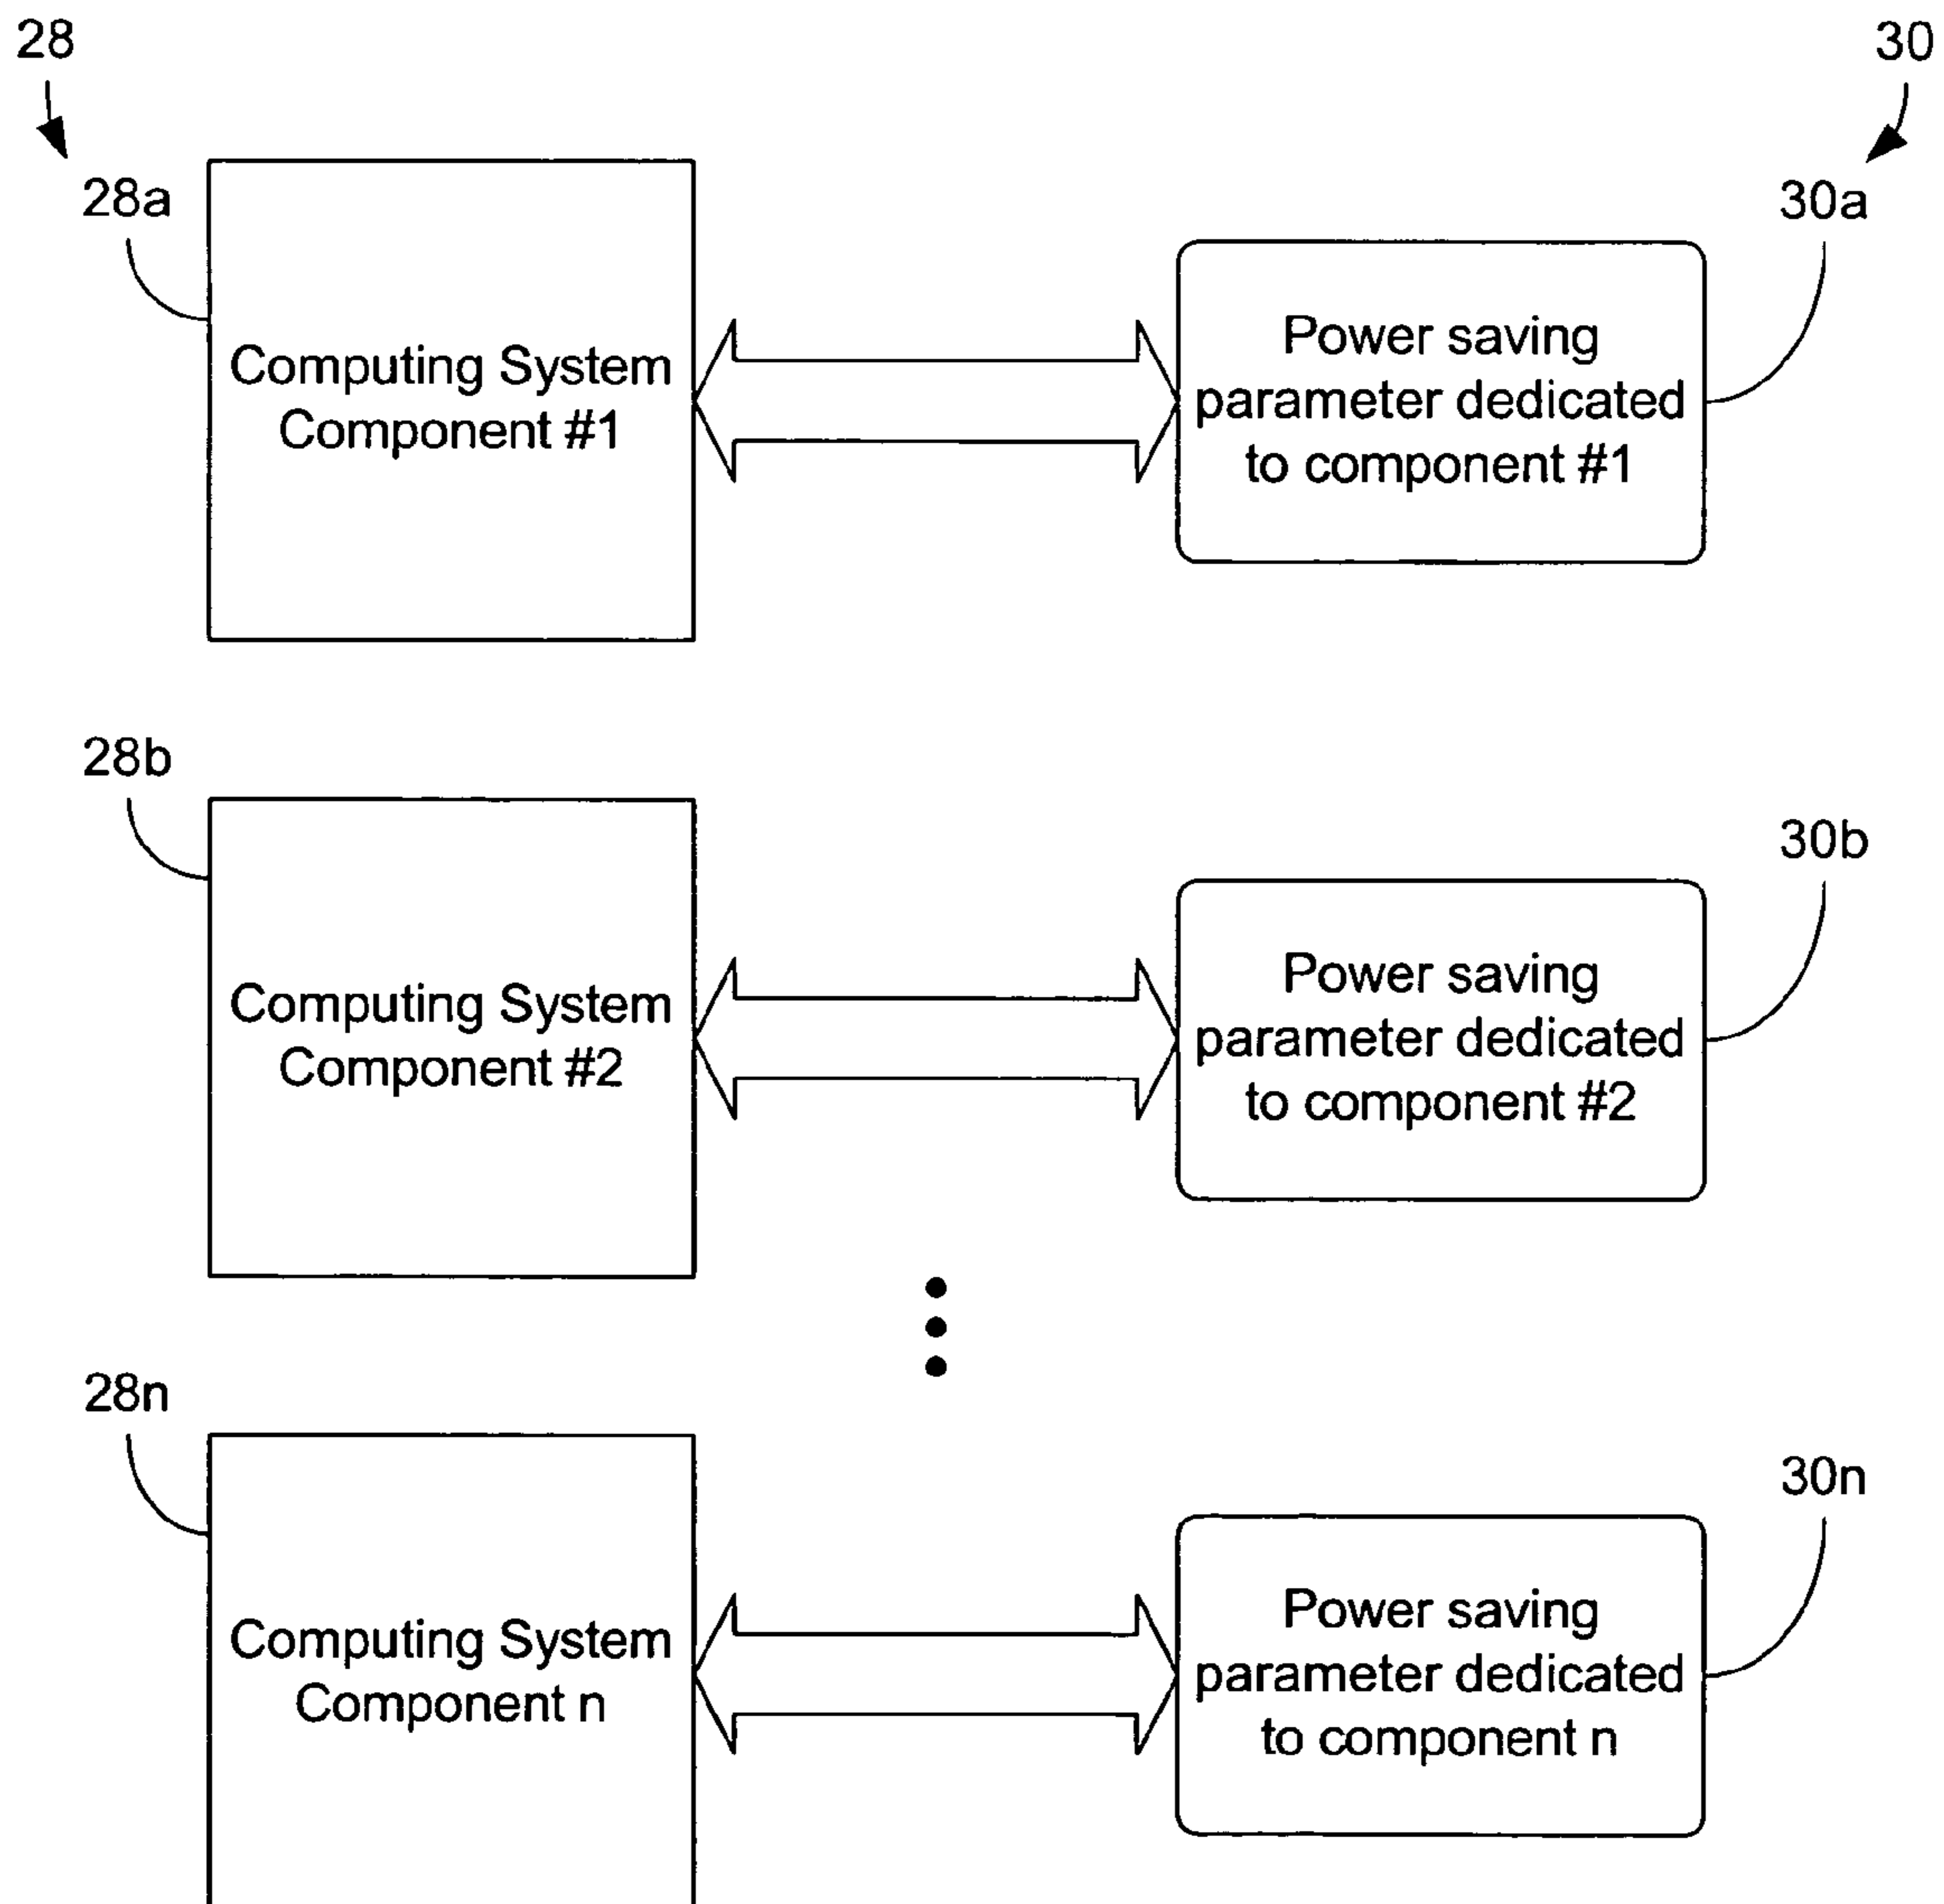 28
30
28a
30a
Computing System
Component #1
Power saving
parameter dedicated
to component #1
28b
30b
Computing System
Component #2
Power saving
parameter dedicated
to component #2
28n
30n
Computing System
Component n
Power saving
parameter dedicated
to component n